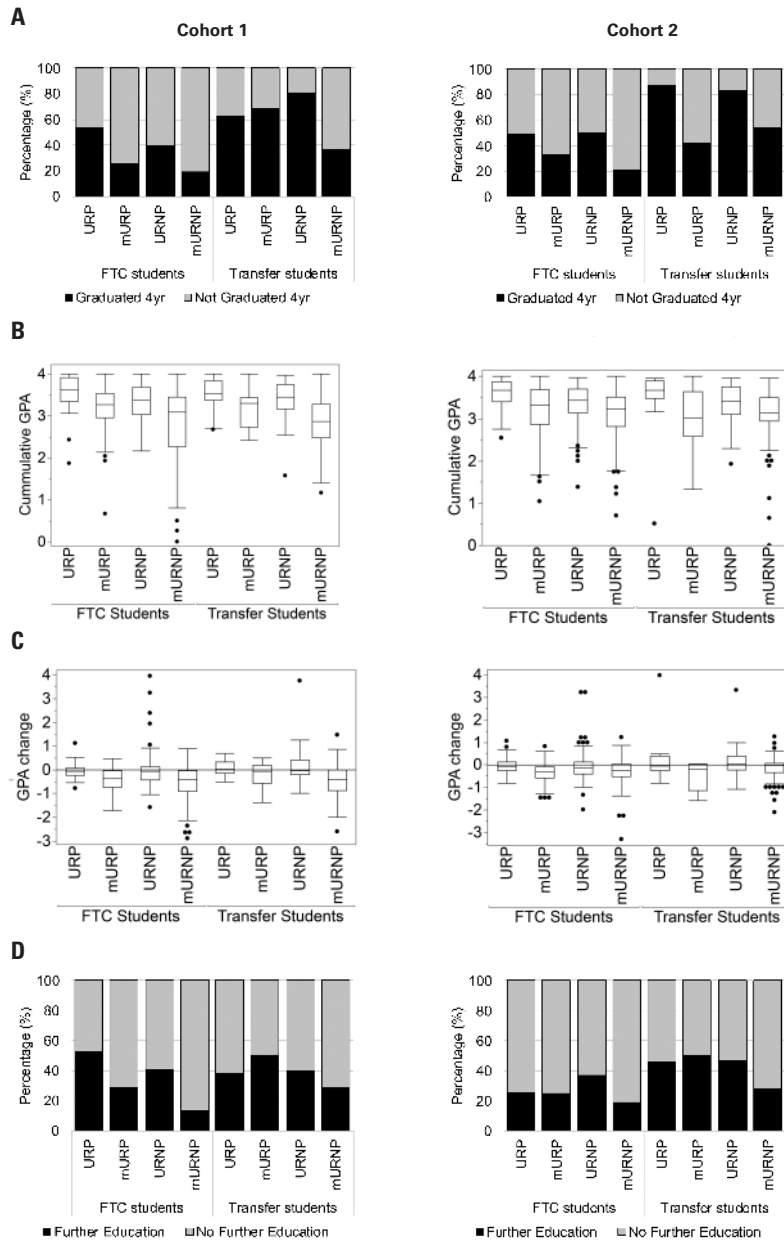 A
Cohort 1
Cohort 2
Percentage (%)
100
80
60
40
20
0
URP
mURP
URNP
mURNP
URP
mURP
URNP
mURNP
FTC students
Transfer students
Graduated 4yr
Not Graduated 4yr
Percentage (%)
100
80
60
40
20
0
URP
mURP
URNP
mURNP
URP
mURP
URNP
mURNP
FTC students
Transfer students
Graduated 4yr
Not Graduated 4yr
B
Cummulative GPA
4
3
2
1
0
URP
mURP
URNP
mURNP
URP
mURP
URNP
mURNP
FTC Students
Transfer Students
Cumulative GPA
4
3
2
1
0
URP
mURP
URNP
mURNP
URP
mURP
URNP
mURNP
FTC Students
Transfer Students
C
GPA change
4
3
2
1
0
-1
-2
-3
URP
mURP
URNP
mURNP
URP
mURP
URNP
mURNP
FTC Students
Transfer Students
GPA change
4
3
2
1
0
-1
-2
-3
URP
mURP
URNP
mURNP
URP
mURP
URNP
mURNP
FTC Students
Transfer Students
D
Percentage (%)
100
80
60
40
20
0
URP
mURP
URNP
mURNP
URP
mURP
URNP
mURNP
FTC students
Transfer students
Further Education
No Further Education
Percentage (%)
100
80
60
40
20
0
URP
mURP
URNP
mURNP
URP
mURP
URNP
mURNP
FTC students
Transfer students
Further Education
No Further Education